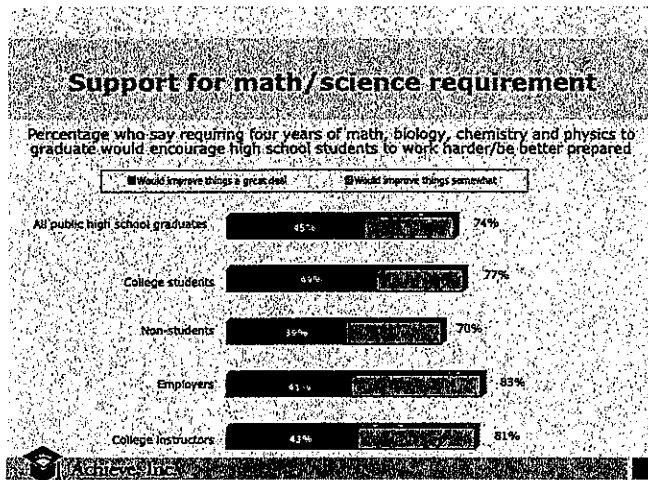 Support for math/science requirement
Percentage who say requiring four years of math, biology, chemistry and physics to
graduate would encourage high school students to work harder/be better prepared
Would improve things a great deal Would improve things somewhat
All public high school graduates 45% 74%
College students 77%
Non-students 39% 70%
Employers 41% 83%
College instructors 43% 81%
Achieve, Inc.